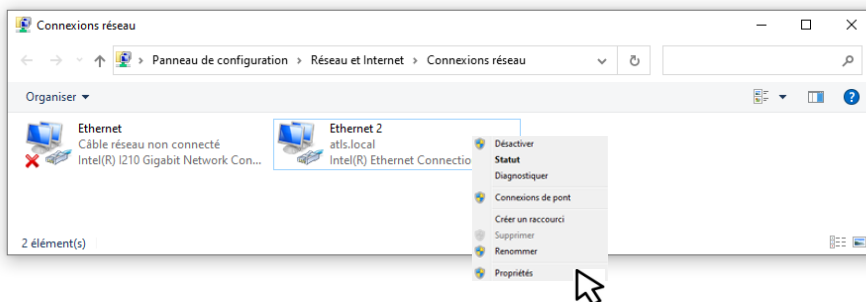 Connexions réseau
Panneau de configuration > Réseau et Internet > Connexions réseau
Organiser
Ethernet
Câble réseau non connecté
Intel(R) I210 Gigabit Network Con...
Ethernet 2
atls.local
Intel(R) Ethernet Connectio
Désactiver
Statut
Diagnostiquer
Connexions de pont
Créer un raccourci
Supprimer
Renommer
Propriétés
2 élément(s)